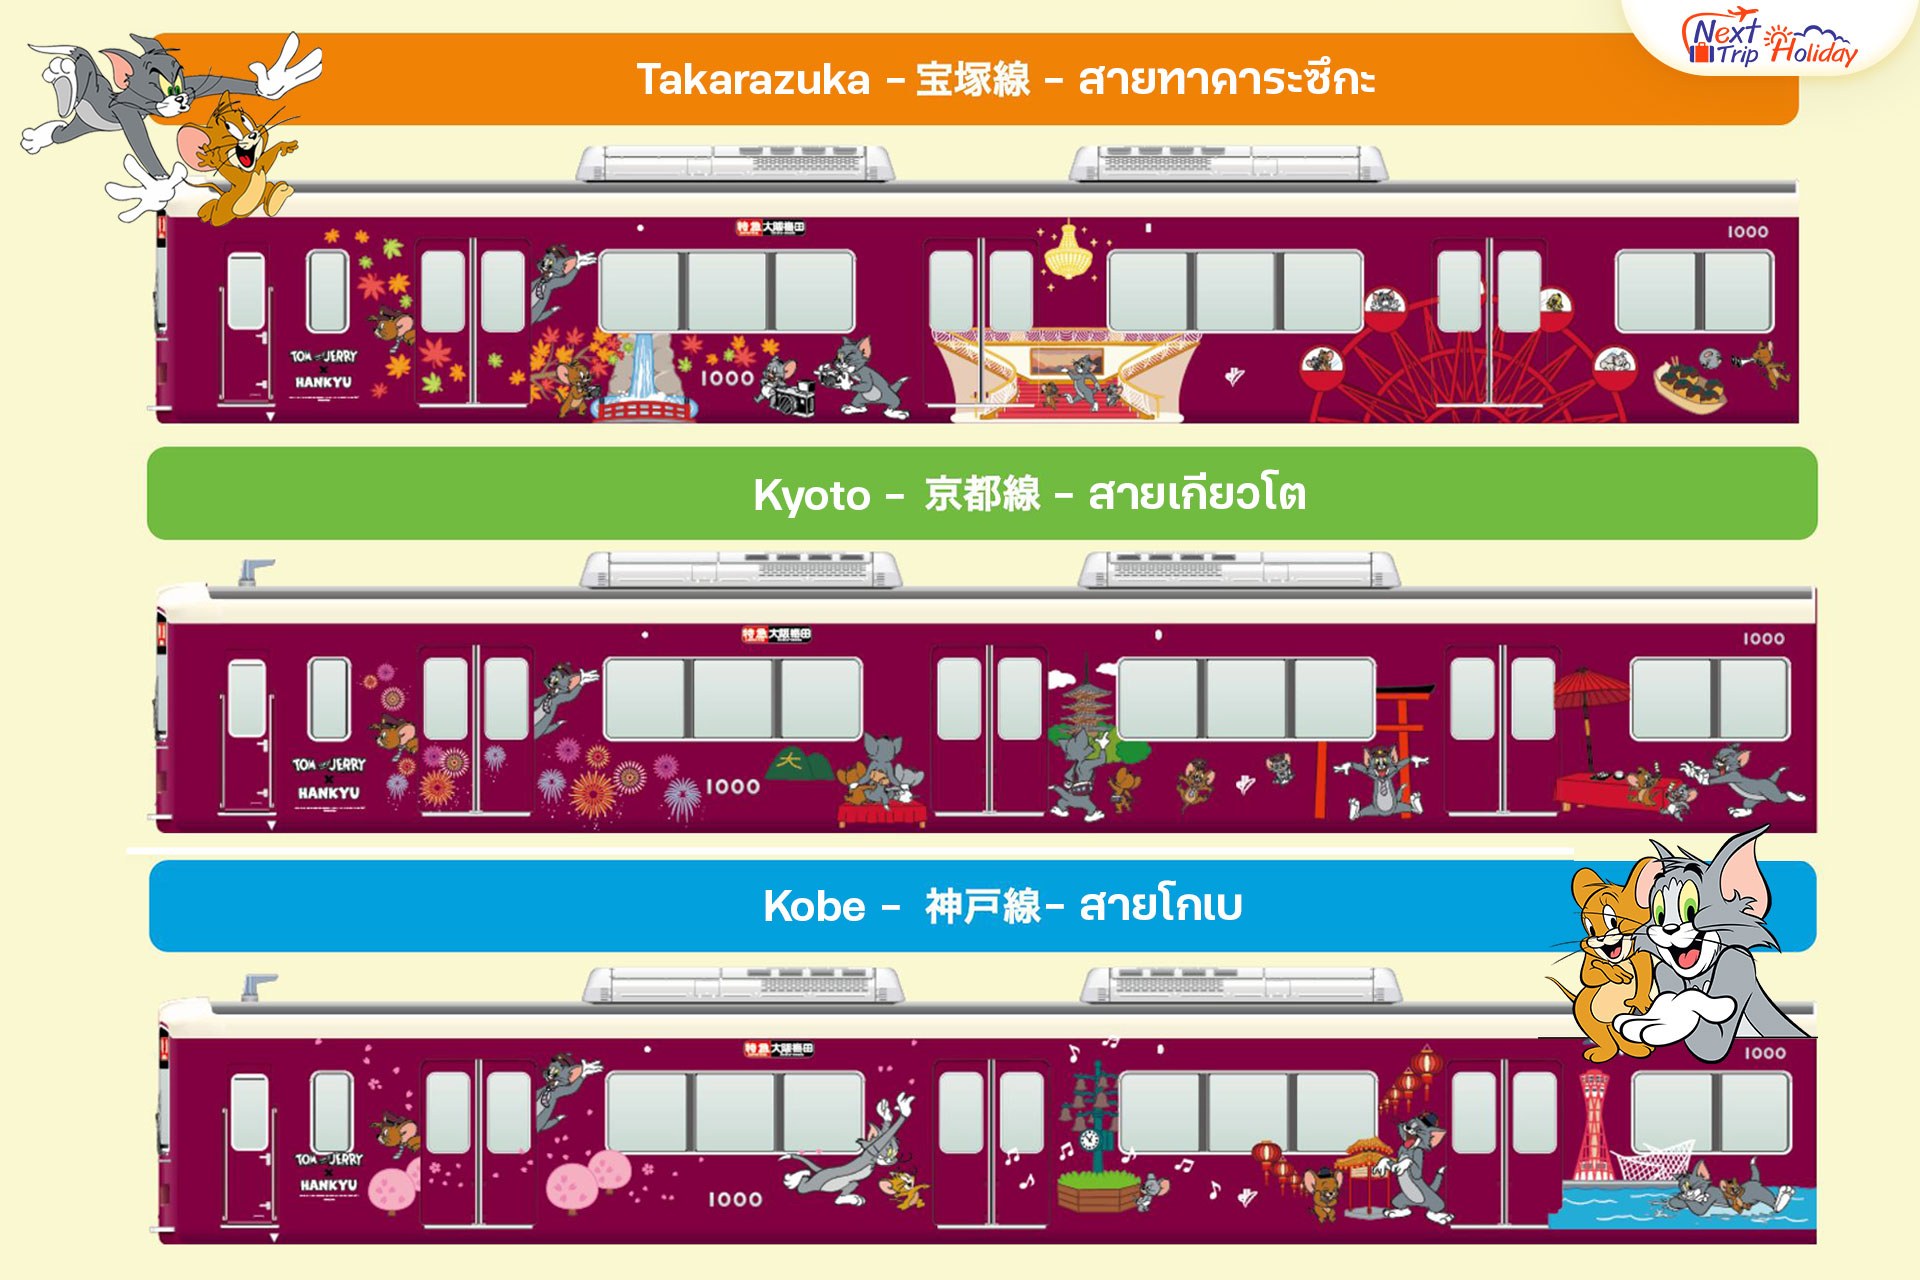 Next Trip Holiday
Takarazuka - 宝塚線 - สายทาคาระซึกะ
特急 大阪梅田
1000
TOM and JERRY
×
HANKYU
1000
Kyoto - 京都線 - สายเกียวโต
特急 大阪梅田
1000
TOM and JERRY
×
HANKYU
1000
大
Kobe - 神戸線 - สายโกเบ
特急 大阪梅田
1000
TOM and JERRY
×
HANKYU
1000